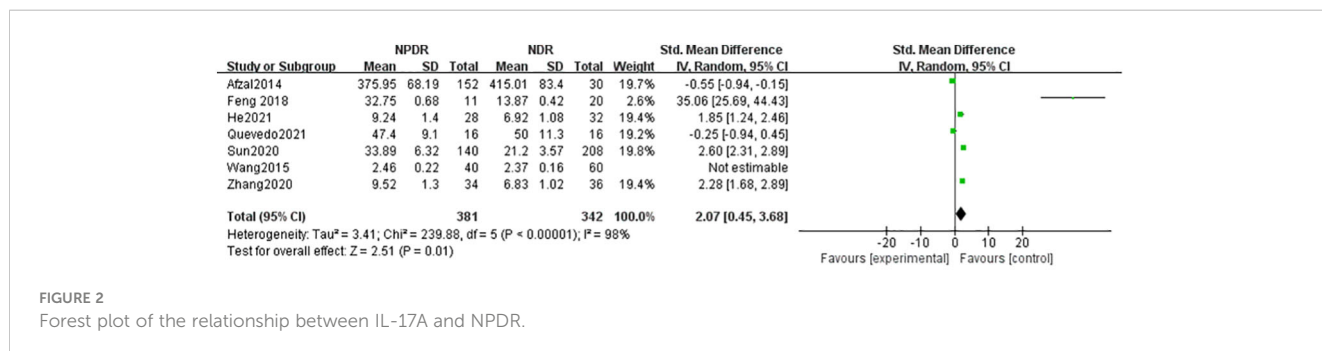 NPDR NDR Std. Mean Difference Std. Mean Difference
Study or Subgroup Mean SD Total Mean SD Total Weight IV, Random, 95% CI IV, Random, 95% CI
Afzal2014 375.95 68.19 152 415.01 83.4 30 19.7% -0.55 [-0.94, -0.15]
Feng 2018 32.75 0.68 11 13.87 0.42 20 2.6% 35.06 [25.69, 44.43]
He2021 9.24 1.4 28 6.92 1.08 32 19.4% 1.85 [1.24, 2.46]
Quevedo2021 47.4 9.1 16 50 11.3 16 19.2% -0.25 [-0.94, 0.45]
Sun2020 33.89 6.32 140 21.2 3.57 208 19.8% 2.60 [2.31, 2.89]
Wang2015 2.46 0.22 40 2.37 0.16 60 Not estimable
Zhang2020 9.52 1.3 34 6.83 1.02 36 19.4% 2.28 [1.68, 2.89]
Total (95% CI) 381 342 100.0% 2.07 [0.45, 3.68]
Heterogeneity: Tau² = 3.41; Chi² = 239.88, df = 5 (P < 0.00001); I² = 98%
Test for overall effect: Z = 2.51 (P = 0.01)
-20 -10 0 10 20
Favours [experimental] Favours [control]
FIGURE 2
Forest plot of the relationship between IL-17A and NPDR.